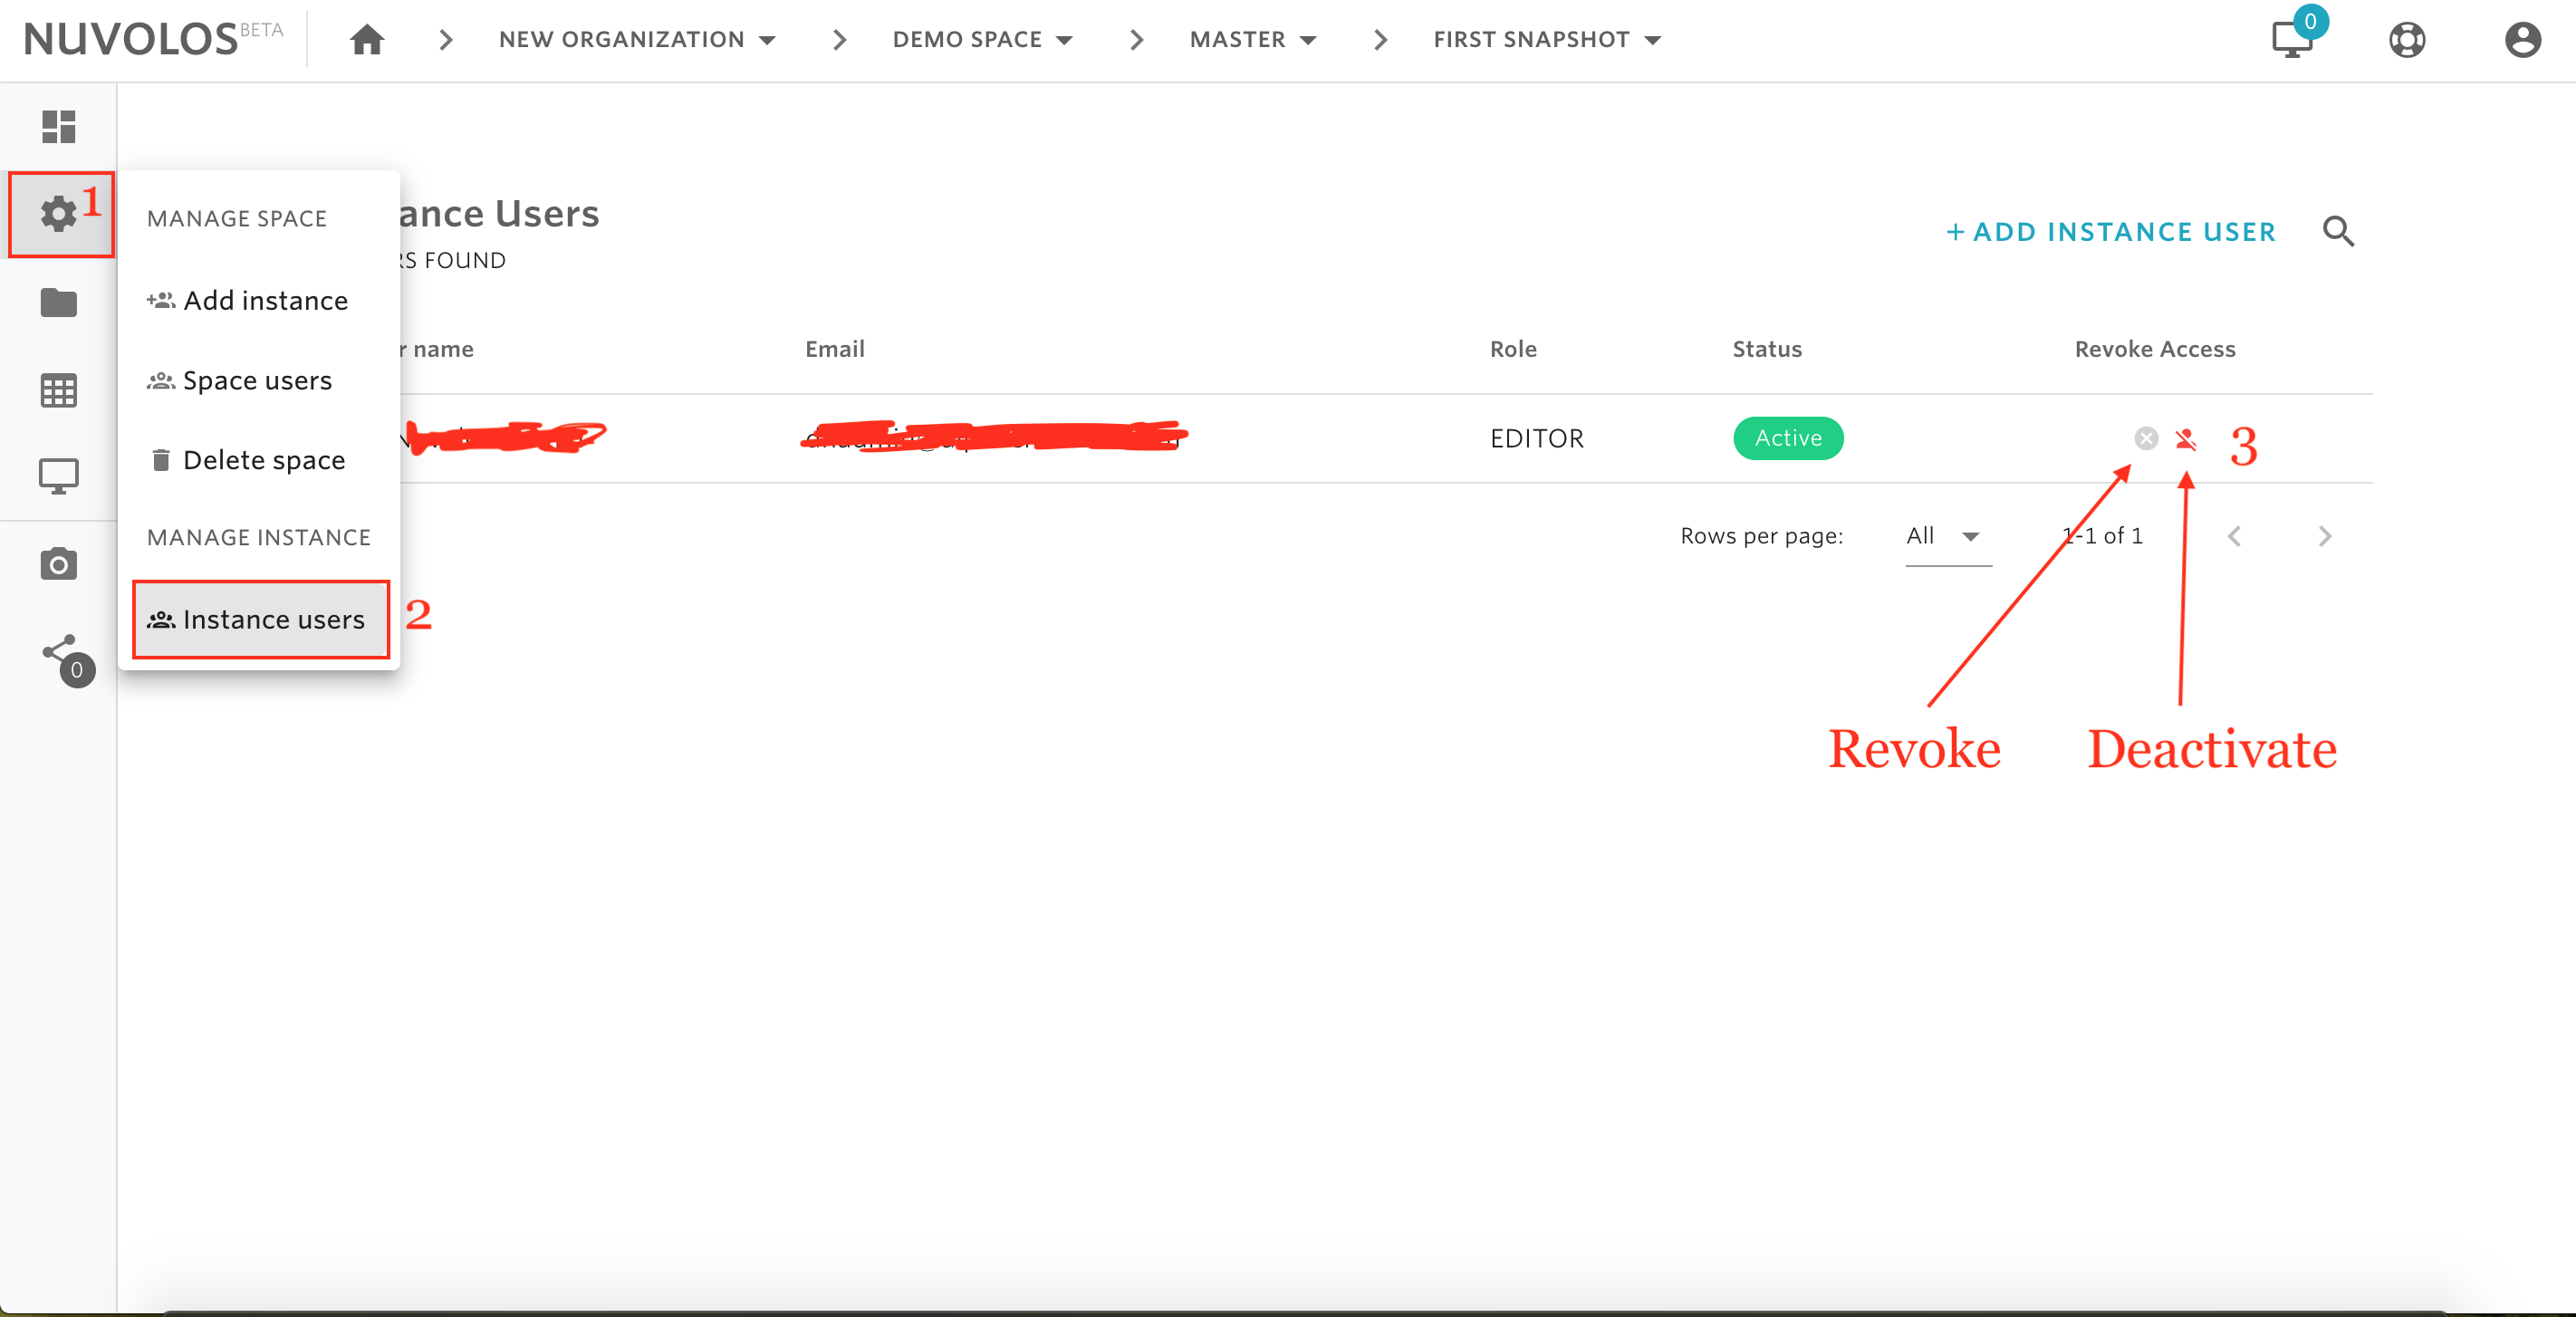 NUVOLOS BETA
NEW ORGANIZATION
DEMO SPACE
MASTER
FIRST SNAPSHOT
0
1
MANAGE SPACE
Add instance
Space users
Delete space
MANAGE INSTANCE
Instance users
2
0
ance Users
RS FOUND
+ ADD INSTANCE USER
r name Email Role Status Revoke Access
EDITOR Active 3
Rows per page: All 1-1 of 1
Revoke Deactivate